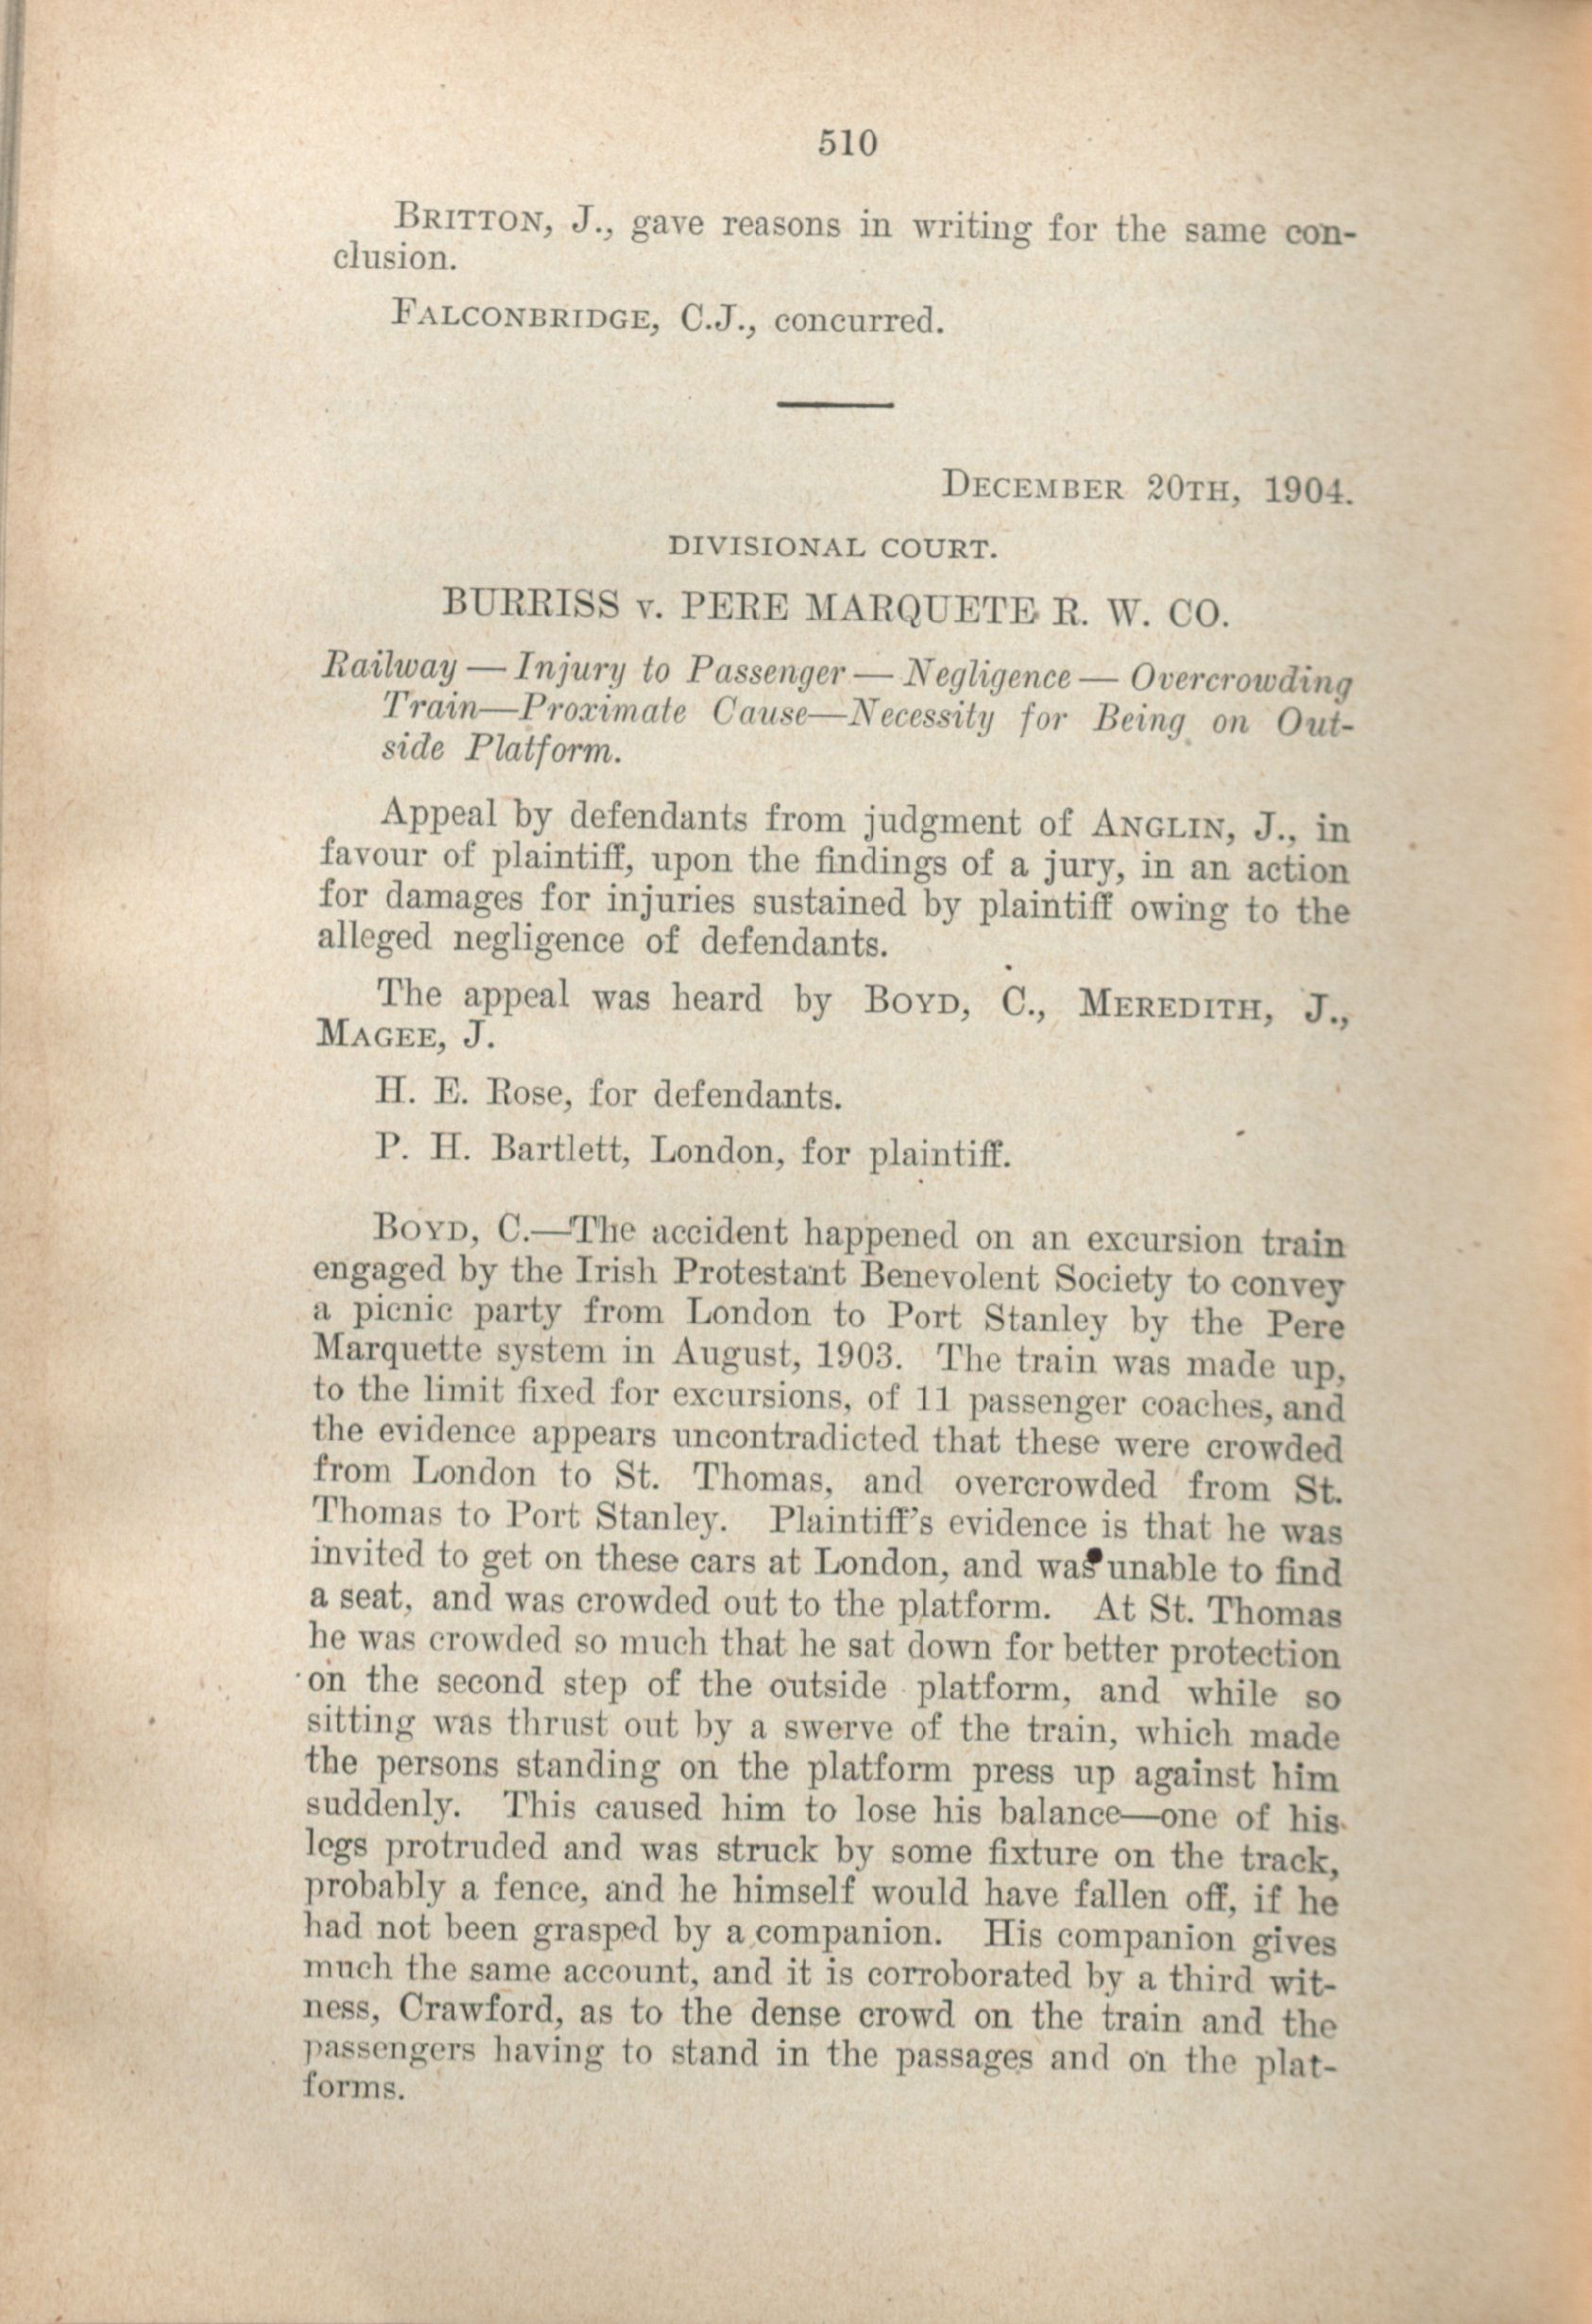 510
BRITTON, J., gave reasons in writing for the same con-
clusion.
FALCONBRIDGE, C.J., concurred.
DECEMBER 20TH, 1904.
DIVISIONAL COURT.
BURRISS v. PERE MARQUETE R. W. CO.
Railway — Injury to Passenger — Negligence — Overcrowding
Train—Proximate Cause—Necessity for Being on Out-
side Platform.
Appeal by defendants from judgment of ANGLIN, J., in
favour of plaintiff, upon the findings of a jury, in an action
for damages for injuries sustained by plaintiff owing to the
alleged negligence of defendants.
The appeal was heard by BOYD, C., MEREDITH, J.,
MAGEE, J.
H. E. Rose, for defendants.
P. H. Bartlett, London, for plaintiff.
BOYD, C.—The accident happened on an excursion train
engaged by the Irish Protestant Benevolent Society to convey
a picnic party from London to Port Stanley by the Pere
Marquette system in August, 1903. The train was made up,
to the limit fixed for excursions, of 11 passenger coaches, and
the evidence appears uncontradicted that these were crowded
from London to St. Thomas, and overcrowded from St.
Thomas to Port Stanley. Plaintiff's evidence is that he was
invited to get on these cars at London, and was unable to find
a seat, and was crowded out to the platform. At St. Thomas
he was crowded so much that he sat down for better protection
on the second step of the outside platform, and while so
sitting was thrust out by a swerve of the train, which made
the persons standing on the platform press up against him
suddenly. This caused him to lose his balance—one of his
legs protruded and was struck by some fixture on the track,
probably a fence, and he himself would have fallen off, if he
had not been grasped by a companion. His companion gives
much the same account, and it is corroborated by a third wit-
ness, Crawford, as to the dense crowd on the train and the
passengers having to stand in the passages and on the plat-
forms.